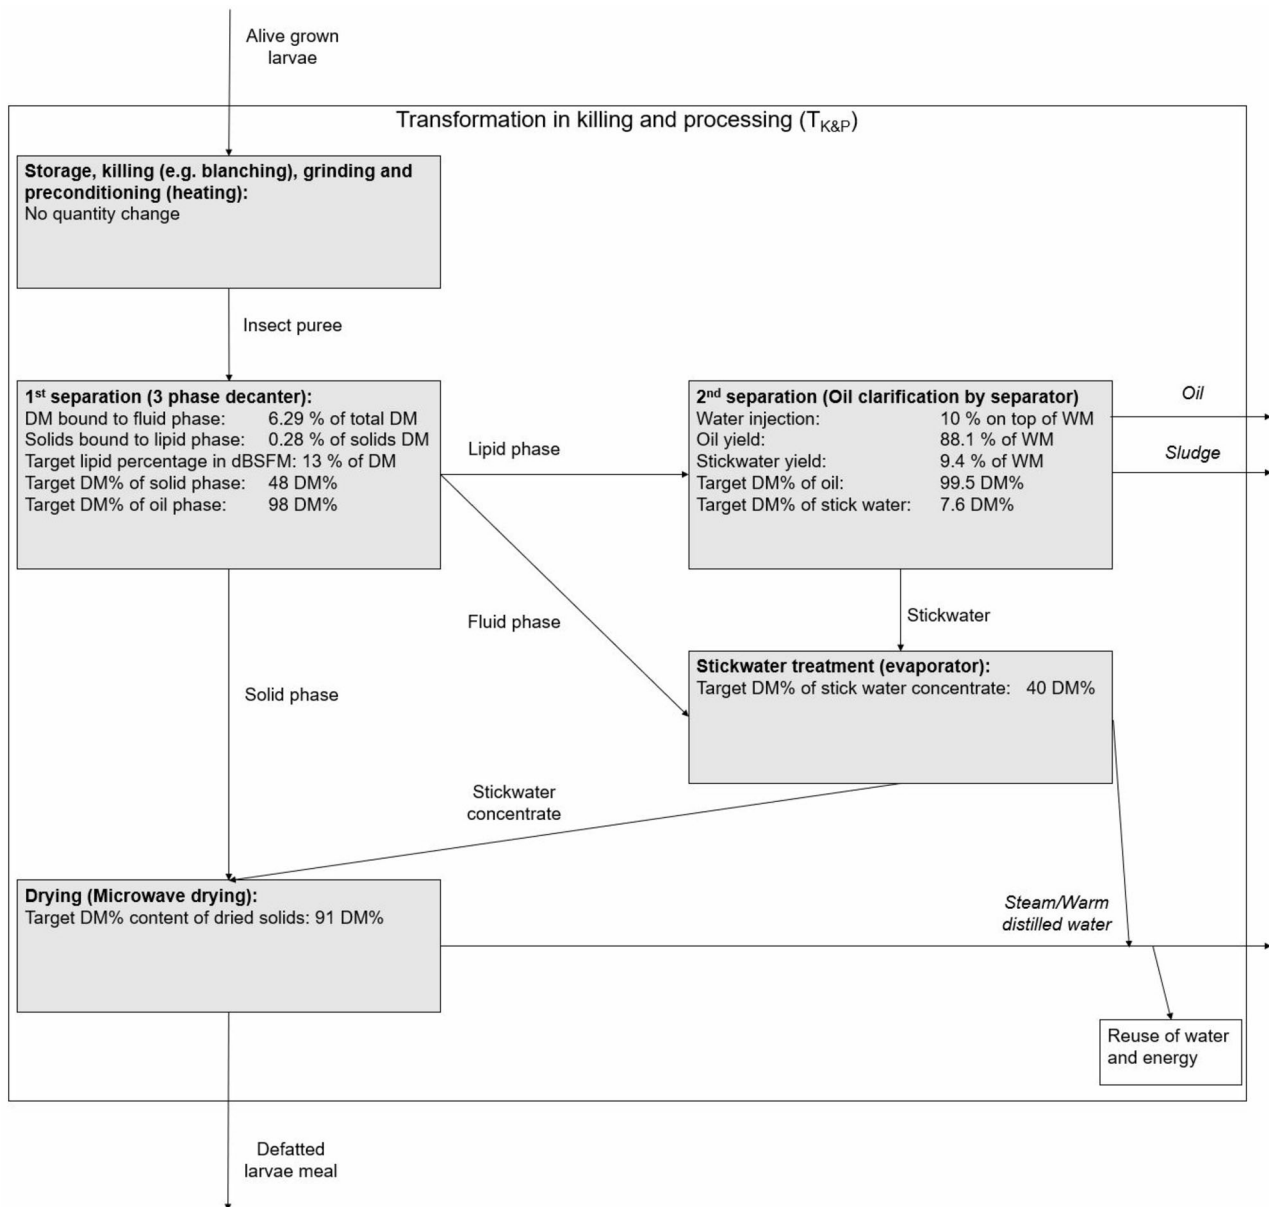 Alive grown
larvae
Transformation in killing and processing (T_K&P)
Storage, killing (e.g. blanching), grinding and
preconditioning (heating):
No quantity change
Insect puree
1st separation (3 phase decanter):
DM bound to fluid phase: 6.29 % of total DM
Solids bound to lipid phase: 0.28 % of solids DM
Target lipid percentage in dBSFM: 13 % of DM
Target DM% of solid phase: 48 DM%
Target DM% of oil phase: 98 DM%
Lipid phase
2nd separation (Oil clarification by separator)
Water injection: 10 % on top of WM
Oil yield: 88.1 % of WM
Stickwater yield: 9.4 % of WM
Target DM% of oil: 99.5 DM%
Target DM% of stick water: 7.6 DM%
Oil
Sludge
Fluid phase
Stickwater
Solid phase
Stickwater treatment (evaporator):
Target DM% of stick water concentrate: 40 DM%
Stickwater
concentrate
Drying (Microwave drying):
Target DM% content of dried solids: 91 DM%
Steam/Warm
distilled water
Reuse of water
and energy
Defatted
larvae meal